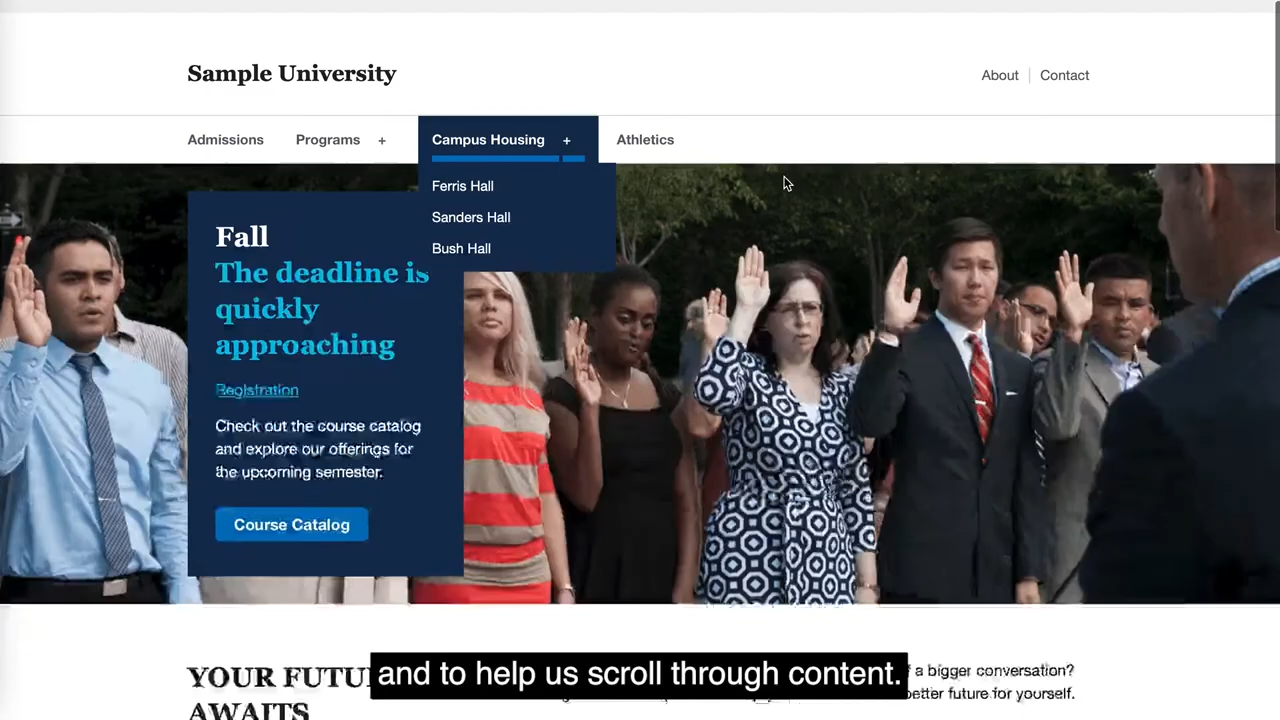 Sample University
About
Contact
Admissions
Programs +
Campus Housing +
Athletics
Ferris Hall
Sanders Hall
Bush Hall
Fall
The deadline is
quickly
approaching
Registration
Check out the course catalog
and explore our offerings for
the upcoming semester.
Course Catalog
YOUR
AWAITS
a bigger conversation?
better future for yourself.
and to help us scroll through content.